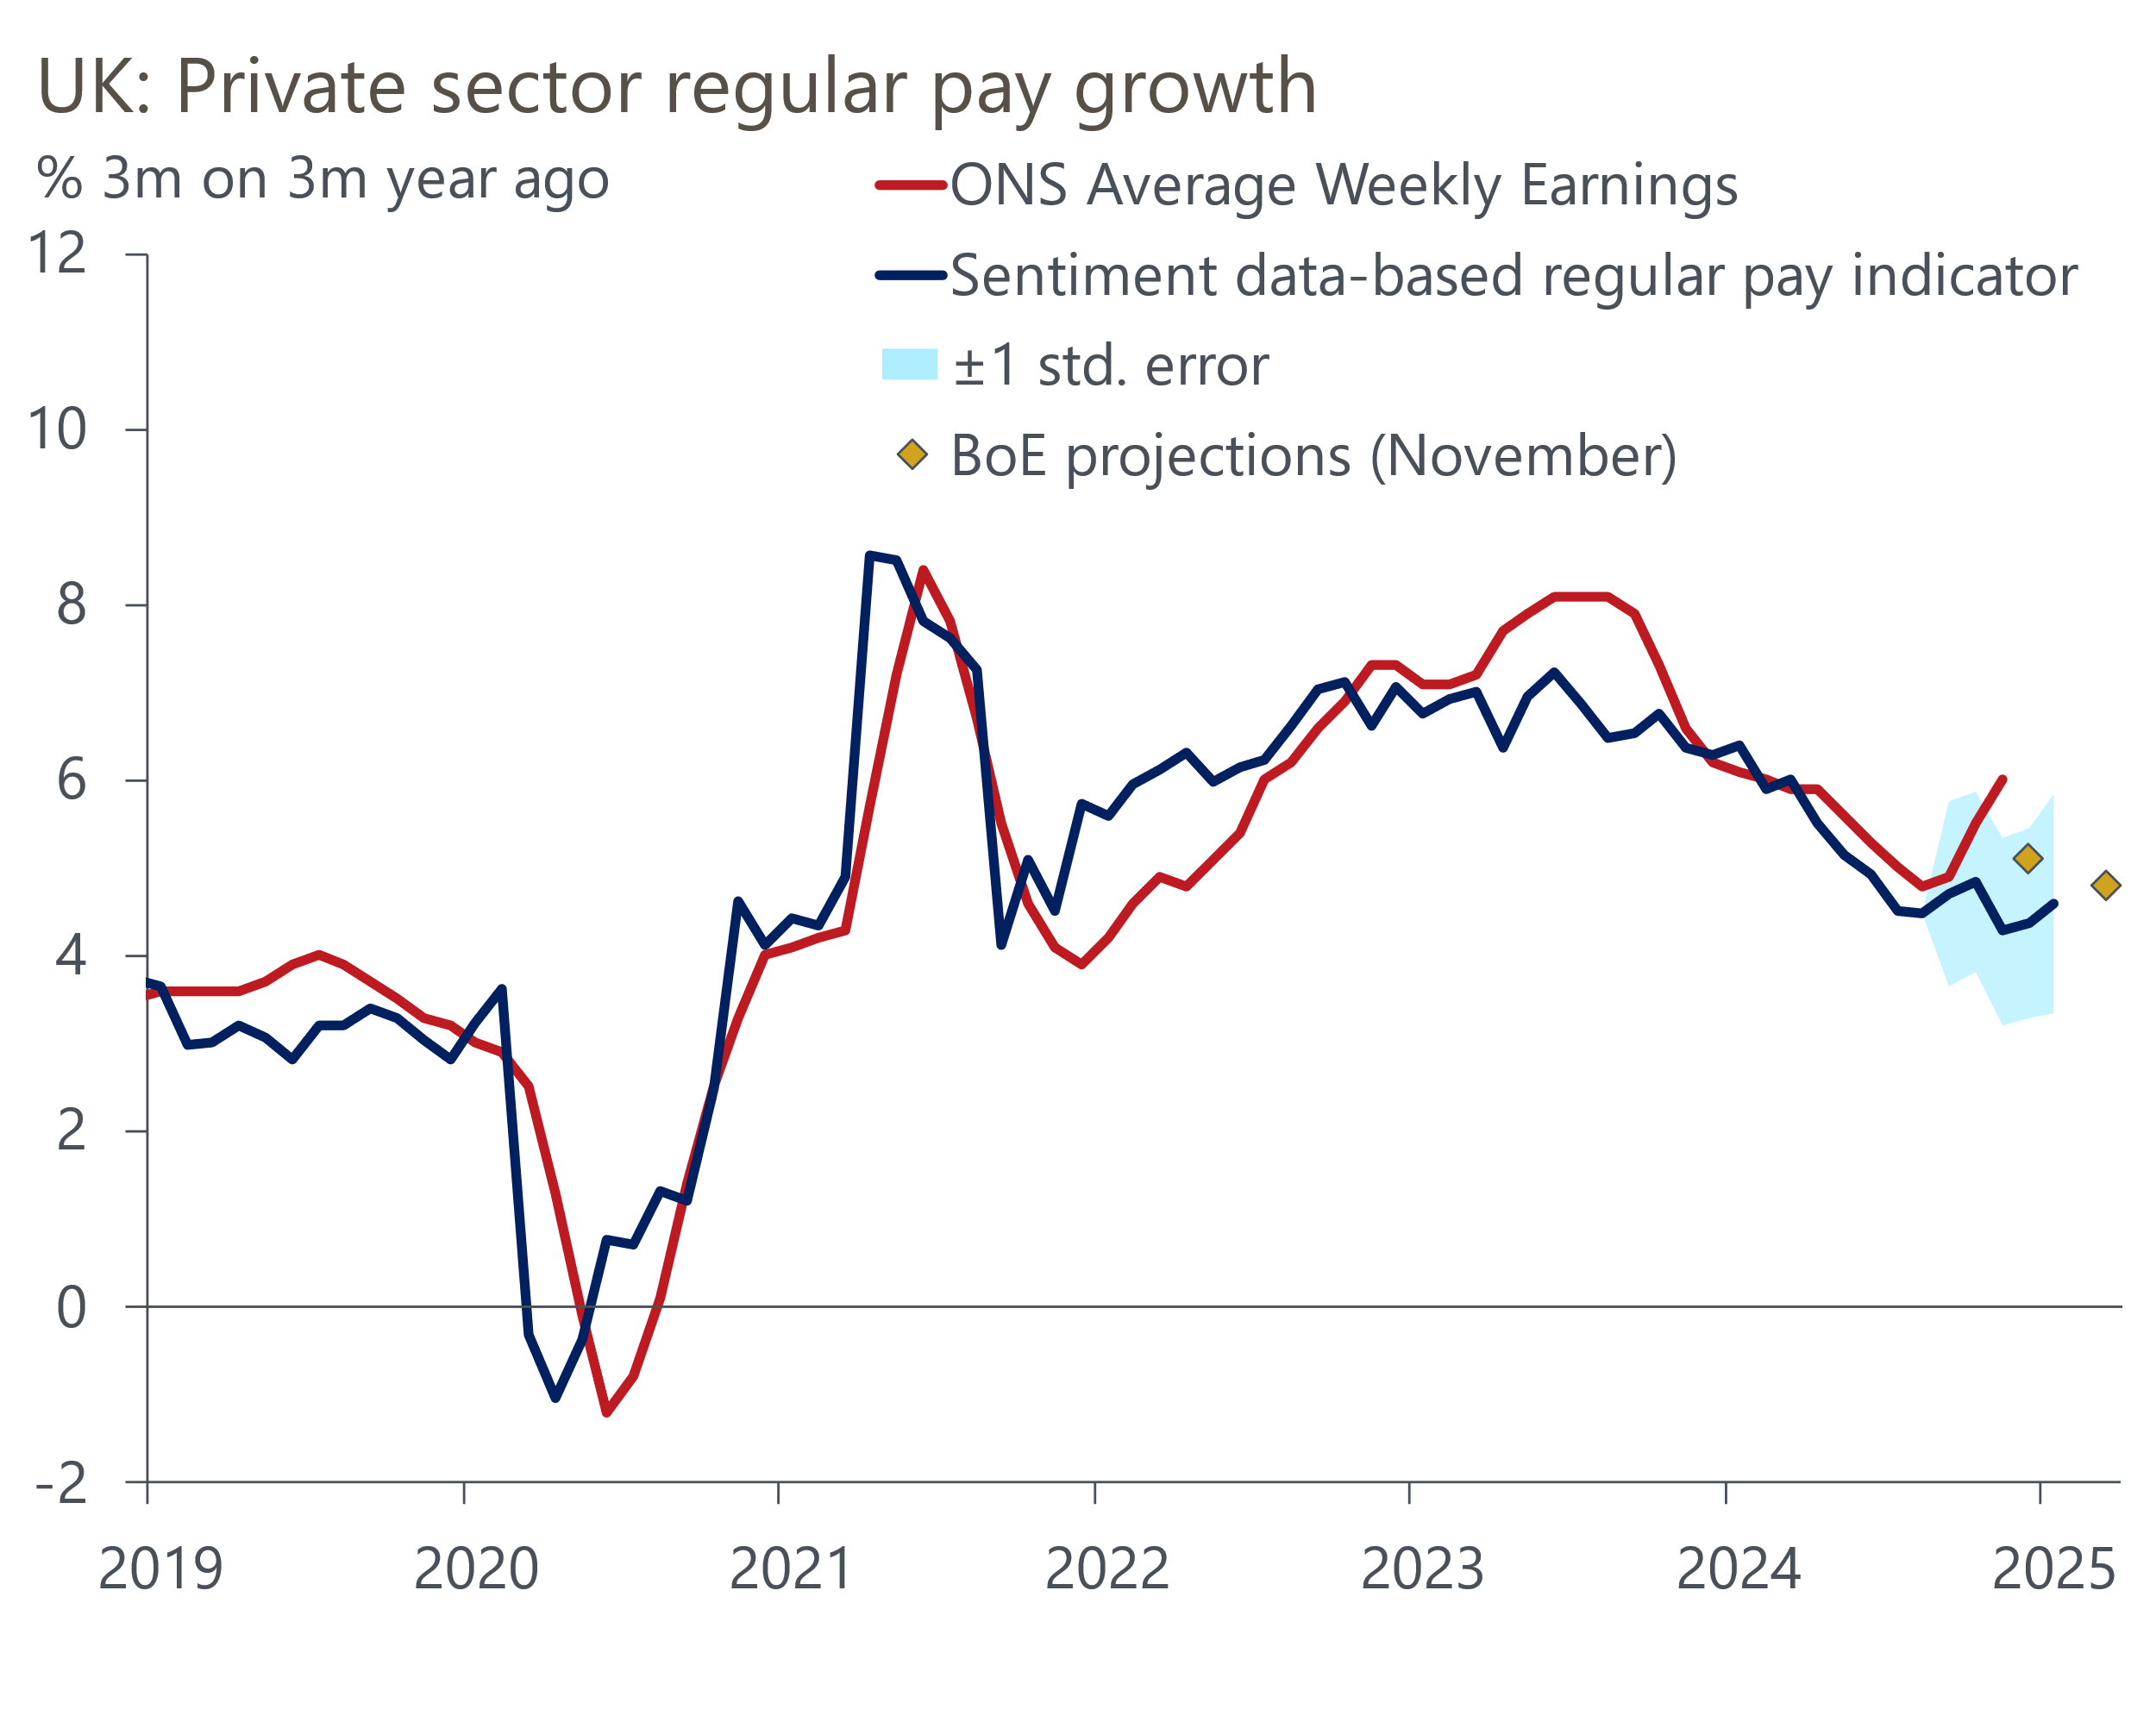 UK: Private sector regular pay growth
% 3m on 3m year ago
ONS Average Weekly Earnings
Sentiment data-based regular pay indicator
±1 std. error
BoE projections (November)
12
10
8
6
4
2
0
-2
2019 2020 2021 2022 2023 2024 2025